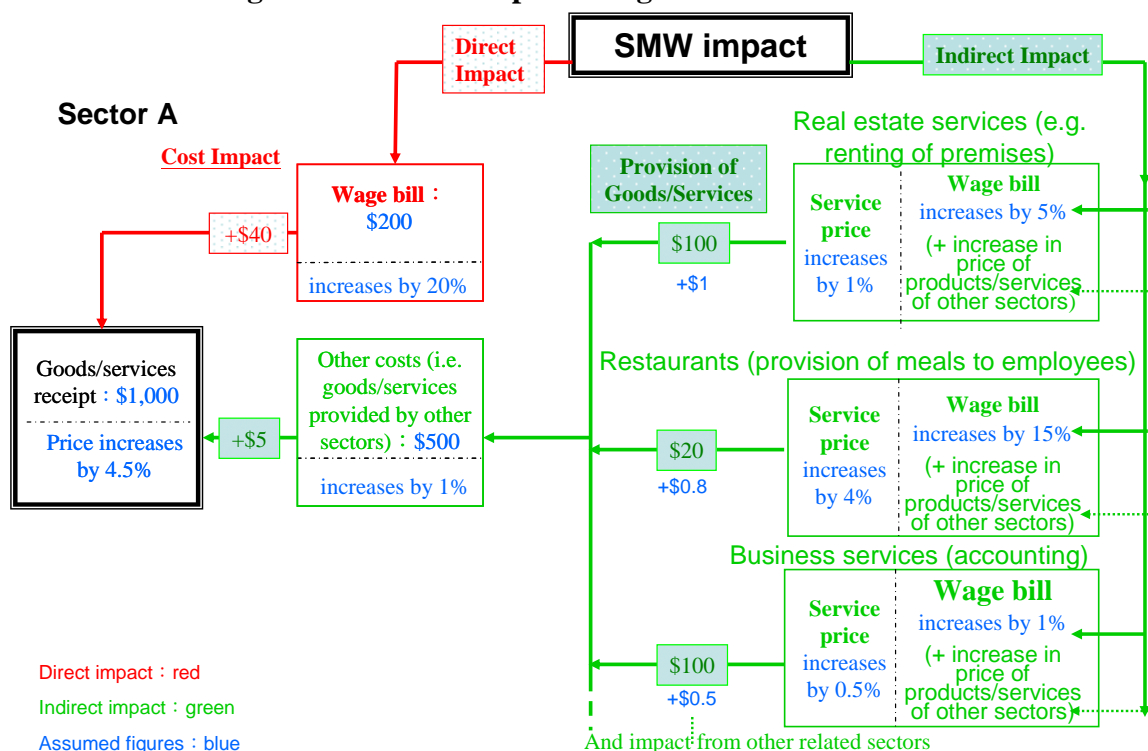 SMW impact
Direct
Impact
Indirect Impact
Sector A
Cost Impact
Wage bill：
$200
increases by 20%
+$40
Goods/services
receipt：$1,000
Price increases
by 4.5%
+$5
Other costs (i.e.
goods/services
provided by other
sectors)：$500
increases by 1%
Provision of
Goods/Services
Real estate services (e.g.
renting of premises)
$100
+$1
Service
price
increases
by 1%
Wage bill
increases by 5%
(+ increase in
price of
products/services
of other sectors)
Restaurants (provision of meals to employees)
$20
+$0.8
Service
price
increases
by 4%
Wage bill
increases by 15%
(+ increase in
price of
products/services
of other sectors)
Business services (accounting)
$100
+$0.5
Service
price
increases
by 0.5%
Wage bill
increases by 1%
(+ increase in
price of
products/services
of other sectors)
And impact from other related sectors
Direct impact：red
Indirect impact：green
Assumed figures：blue